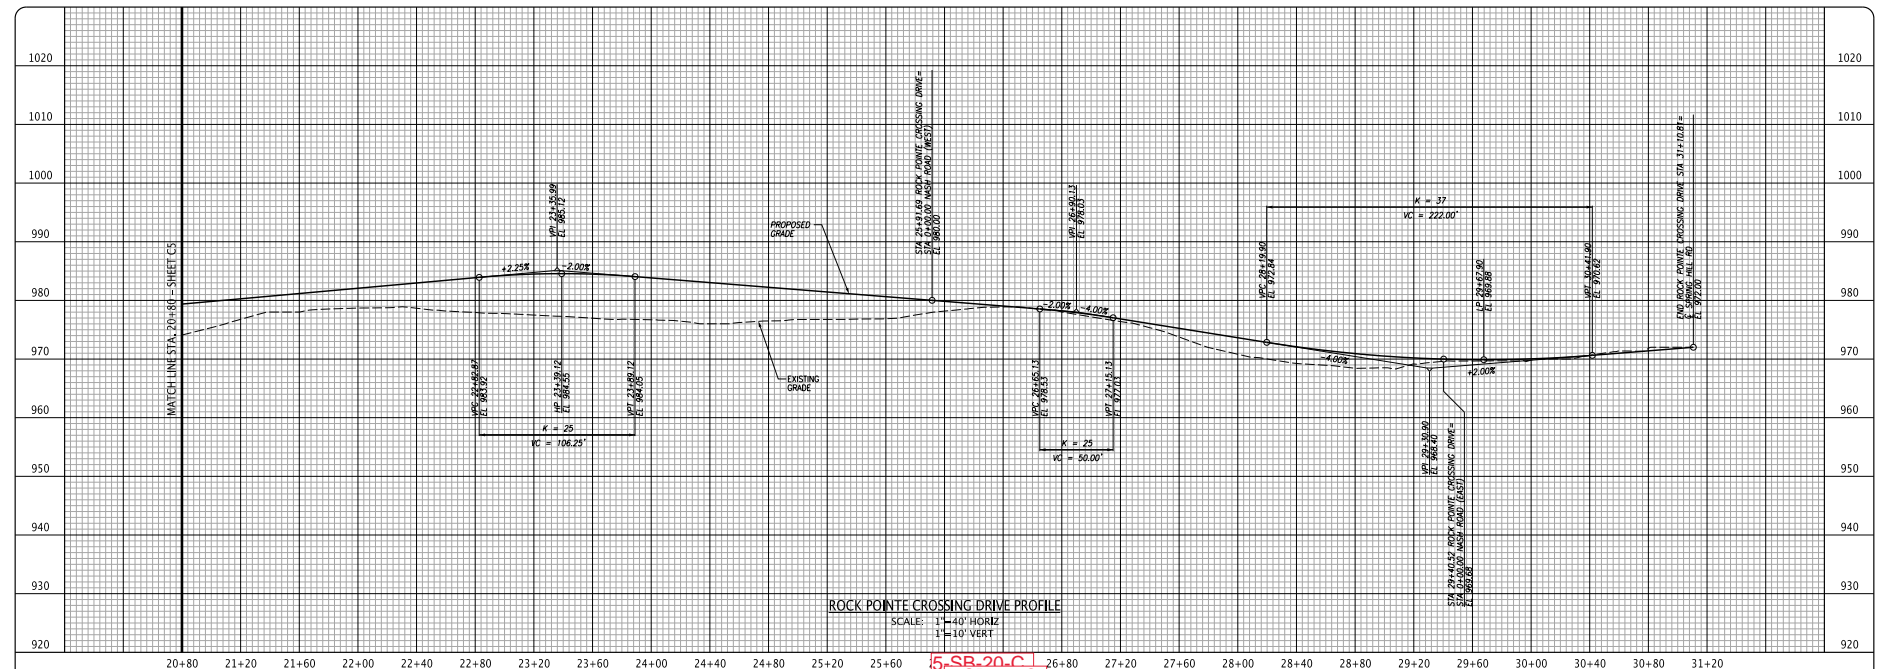 1020
1010
1000
990
980
970
960
950
940
930
920
MATCH LINE STA. 20+80 - SHEET C5
+2.25%
-2.00%
VPI 23+35.99
EL 985.12
VPC 22+82.87
EL 983.92
HP 23+39.12
EL 984.55
VPT 23+89.12
EL 984.05
K = 25
VC = 106.25'
PROPOSED
GRADE
EXISTING
GRADE
STA 25+91.69 ROCK POINTE CROSSING DRIVE=
STA 0+00.00 NASH ROAD (WEST)
EL 980.00
VPI 26+90.13
EL 978.03
-2.00%
-4.00%
VPC 26+65.13
EL 978.53
VPT 27+15.13
EL 977.03
K = 25
VC = 50.00'
K = 37
VC = 222.00'
VPC 28+19.90
EL 972.84
LP 29+67.90
EL 969.88
VPT 30+41.90
EL 970.62
-4.00%
+2.00%
VPI 29+30.90
EL 968.40
STA 29+40.52 ROCK POINTE CROSSING DRIVE=
STA 0+00.00 NASH ROAD (EAST)
EL 969.68
END ROCK POINTE CROSSING DRIVE STA 31+10.81=
℄ SPRING HILL RD
EL 972.00
1020
1010
1000
990
980
970
960
950
940
930
920
ROCK POINTE CROSSING DRIVE PROFILE
SCALE: 1"=40' HORIZ
1"=10' VERT
20+80 21+20 21+60 22+00 22+40 22+80 23+20 23+60 24+00 24+40 24+80 25+20 25+60 26+80 27+20 27+60 28+00 28+40 28+80 29+20 29+60 30+00 30+40 30+80 31+20
5-SB-20-C